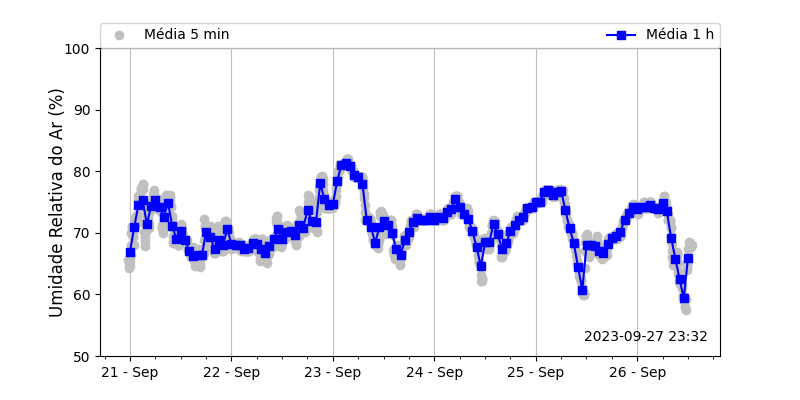 Média 5 min
Média 1 h
Umidade Relativa do Ar (%)
100
90
80
70
60
50
2023-09-27 23:32
21 - Sep
22 - Sep
23 - Sep
24 - Sep
25 - Sep
26 - Sep